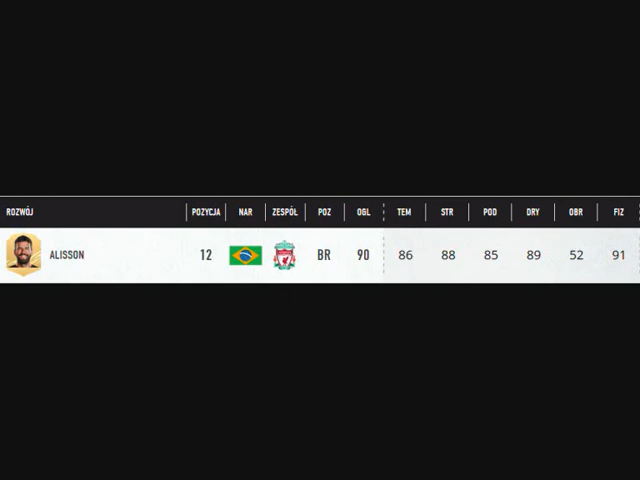 ROZWÓJ POZYCJA NAR ZESPÓŁ POZ OGL TEM STR POD DRY OBR FIZ
ALISSON 12 BR 90 86 88 85 89 52 91